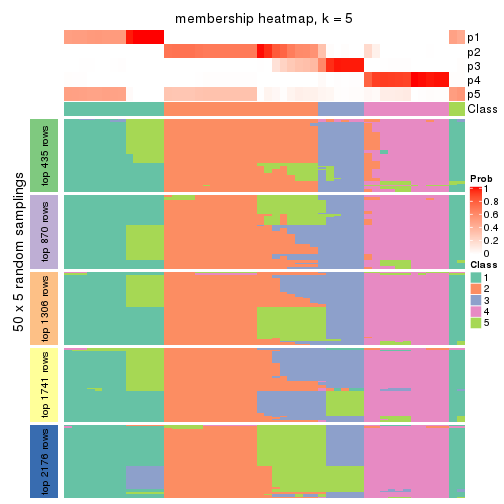 membership heatmap, k = 5
p1
p2
p3
p4
p5
Class
50 x 5 random samplings
top 435 rows
top 870 rows
top 1306 rows
top 1741 rows
top 2176 rows
Prob
1
0.8
0.6
0.4
0.2
0
Class
1
2
3
4
5